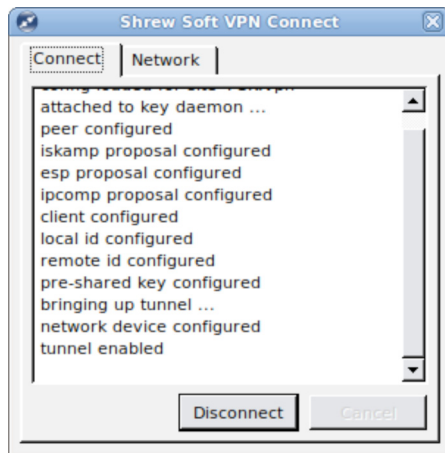 Shrew Soft VPN Connect
Connect
Network
attached to key daemon ...
peer configured
iskamp proposal configured
esp proposal configured
ipcomp proposal configured
client configured
local id configured
remote id configured
pre-shared key configured
bringing up tunnel ...
network device configured
tunnel enabled
Disconnect
Cancel